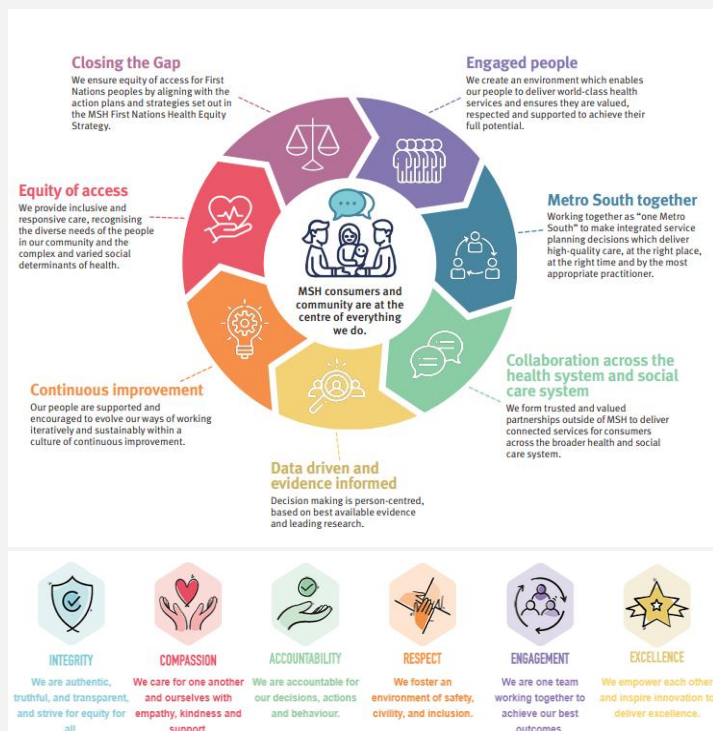 Closing the Gap
We ensure equity of access for First
Nations peoples by aligning with the
action plans and strategies set out in
the MSH First Nations Health Equity
Strategy.
Engaged people
We create an environment which enables
our people to deliver world-class health
services and ensures they are valued,
respected and supported to achieve their
full potential.
Equity of access
We provide inclusive and
responsive care, recognising
the diverse needs of the people
in our community and the
complex and varied social
determinants of health.
Metro South together
Working together as “one Metro
South” to make integrated service
planning decisions which deliver
high-quality care, at the right place,
at the right time and by the most
appropriate practitioner.
MSH consumers and
community are at the
centre of everything
we do.
Collaboration across the
health system and social
care system
We form trusted and valued
partnerships outside of MSH to deliver
connected services for consumers
across the broader health and social
care system.
Continuous improvement
Our people are supported and
encouraged to evolve our ways of working
iteratively and sustainably within a
culture of continuous improvement.
Data driven and
evidence informed
Decision making is person-centred,
based on best available evidence
and leading research.
INTEGRITY
We are authentic,
truthful, and transparent,
and strive for equity for
all.
COMPASSION
We care for one another
and ourselves with
empathy, kindness and
support.
ACCOUNTABILITY
We are accountable for
our decisions, actions
and behaviour.
RESPECT
We foster an
environment of safety,
civility, and inclusion.
ENGAGEMENT
We are one team
working together to
achieve our best
outcomes.
EXCELLENCE
We empower each other
and inspire innovation to
deliver excellence.